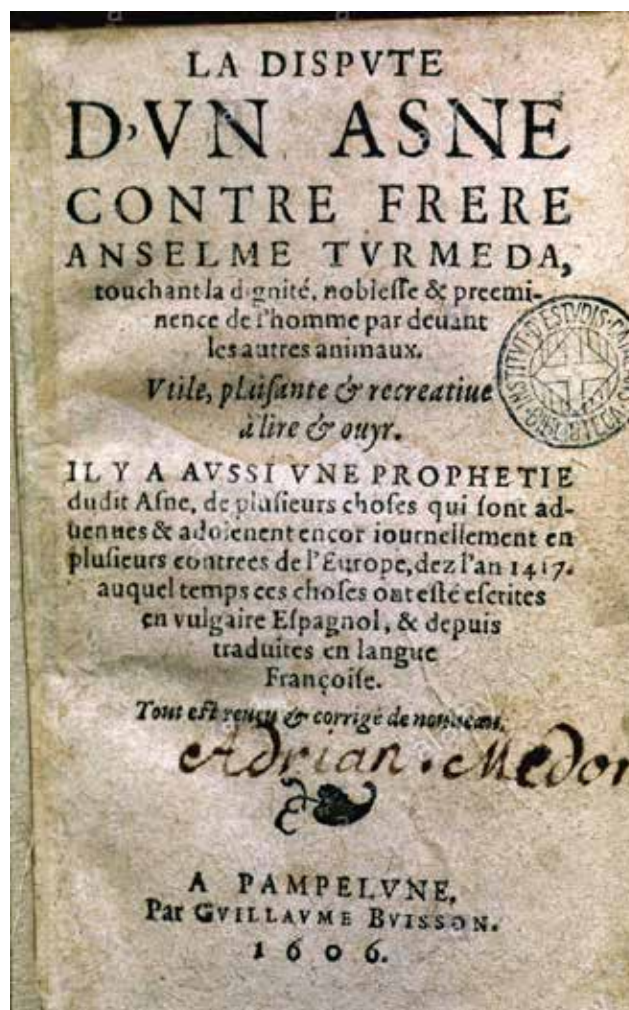 LA DISPVTE
D'VN ASNE
CONTRE FRERE
ANSELME TVRMEDA,
touchant la dignité, noblesse & preemi-
nence de l'homme par deuant
les autres animaux.
Vtile, plaisante & recreatiue
à lire & ouyr.
IL Y A AVSSI VNE PROPHETIE
dudit Asne, de plusieurs choses qui sont ad-
uennes & aduienent encor iournellement en
plusieurs contrees de l'Europe, dez l'an 1417.
auquel temps ces choses ont esté escrites
en vulgaire Espagnol, & depuis
traduites en langue
Françoise.
Tout est reueu & corrigé de nouueau.
Adrian. Medon
A PAMPELVNE,
Par GVILLAVME BVISSON.
1606.
INSTITVT D'ESTVDIS
BIBLIOTECA